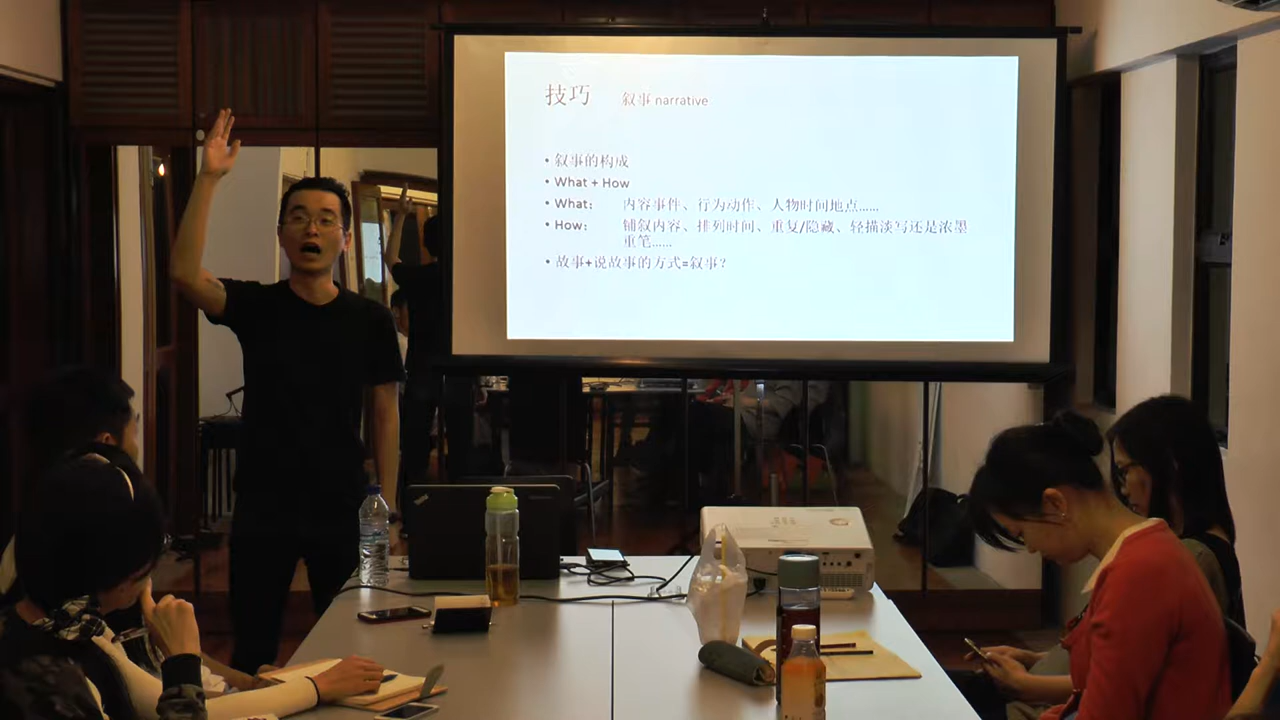 技巧 叙事 narrative
• 叙事的构成
• What + How
• What： 内容事件、行为动作、人物时间地点……
• How： 铺叙内容、排列时间、重复/隐藏、轻描淡写还是浓墨
重笔……
• 故事+说故事的方式=叙事？